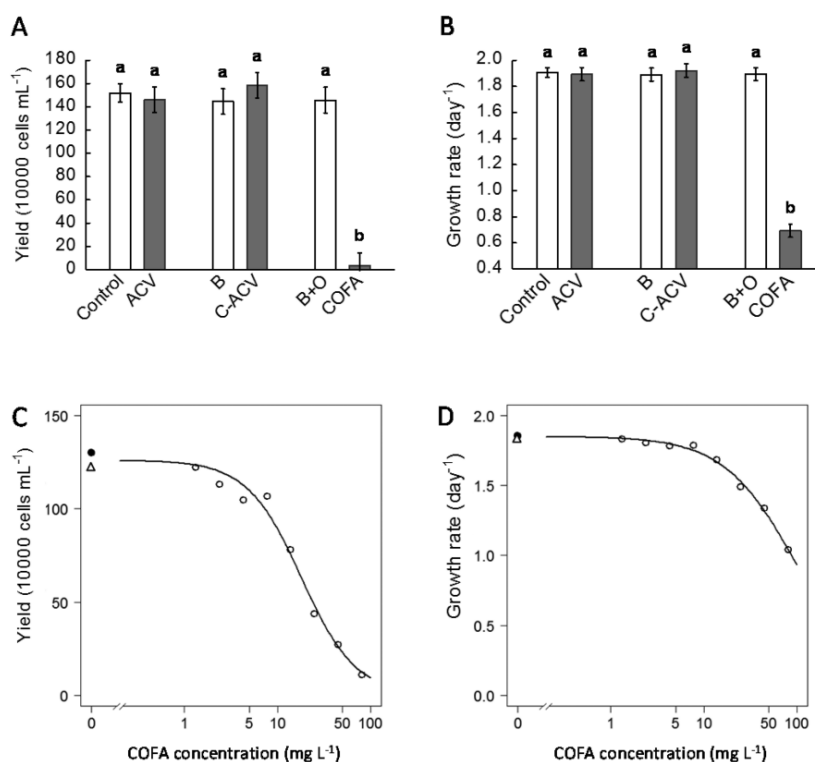 A
Yield (10000 cells mL-1)
180
160
140
120
100
80
60
40
20
0
a
a
a
a
a
b
Control
ACV
B
C-ACV
B+O
COFA
B
Growth rate (day-1)
2.0
1.8
1.6
1.4
1.2
1.0
0.8
0.6
0.4
a
a
a
a
a
b
Control
ACV
B
C-ACV
B+O
COFA
C
Yield (10000 cells mL-1)
150
100
50
0
0
1
5
10
50
100
COFA concentration (mg L-1)
D
Growth rate (day-1)
2.0
1.5
1.0
0.5
0.0
0
1
5
10
50
100
COFA concentration (mg L-1)